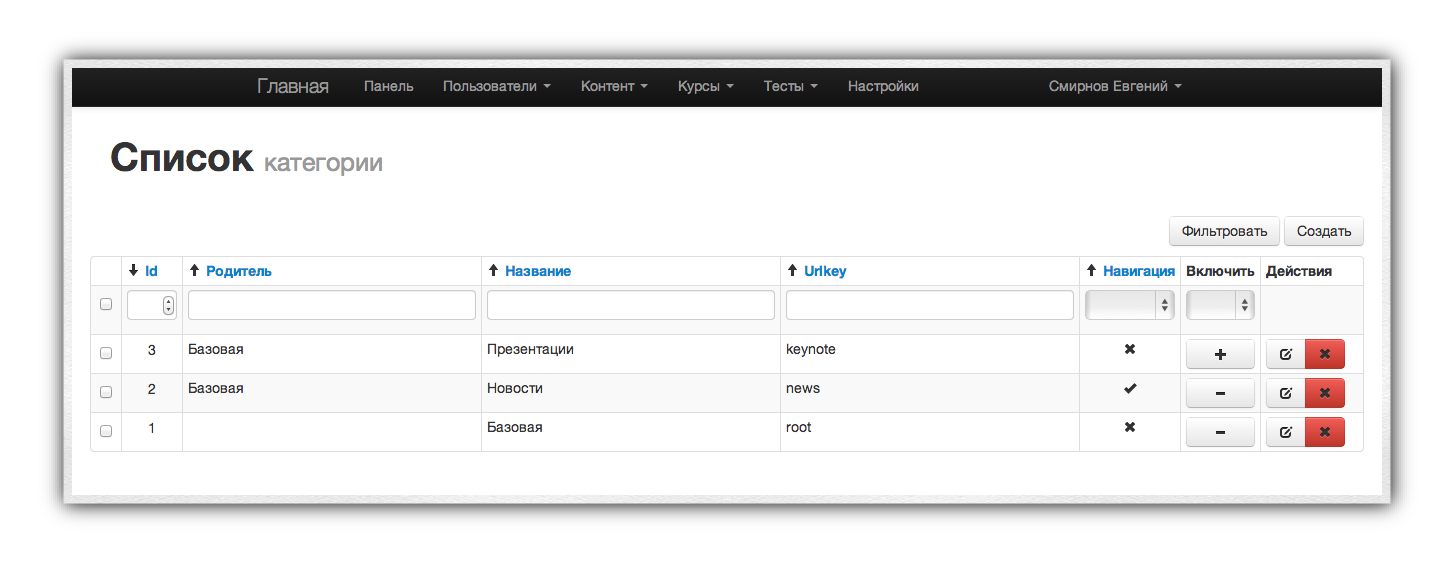 Главная Панель Пользователи Контент Курсы Тесты Настройки Смирнов Евгений
Список категории
Фильтровать Создать
Id Родитель Название Urlkey Навигация Включить Действия
3 Базовая Презентации keynote
2 Базовая Новости news
1 Базовая root